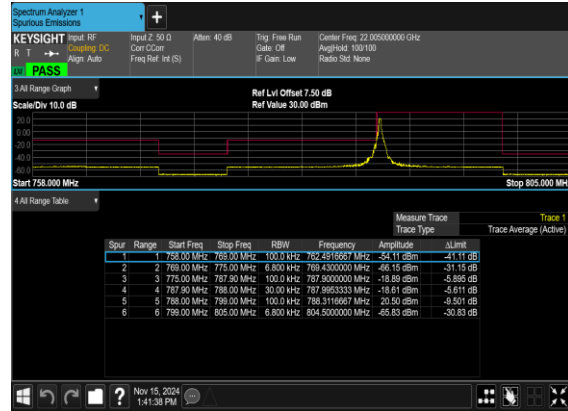 Spectrum Analyzer 1
Spurious Emissions
KEYSIGHT Input: RF Input Z: 50 Ω Atten: 40 dB Trig: Free Run Center Freq: 22.005000000 GHz
R T Coupling: DC Corr CCorr Gate: Off Avg|Hold: 100/100
Align: Auto Freq Ref: Int (S) IF Gain: Low Radio Std: None
PASS
3 All Range Graph Ref Lvl Offset 7.50 dB
Scale/Div 10.0 dB Ref Value 30.00 dBm
20.0
0.00
-20.0
-40.0
-60.0
Start 758.000 MHz Stop 805.000 MHz
4 All Range Table
Measure Trace Trace 1
Trace Type Trace Average (Active)
Spur Range Start Freq Stop Freq RBW Frequency Amplitude ΔLimit
1 1 758.00 MHz 769.00 MHz 100.0 kHz 762.4916667 MHz -54.11 dBm -41.11 dB
2 2 769.00 MHz 775.00 MHz 6.800 kHz 769.4300000 MHz -66.15 dBm -31.15 dB
3 3 775.00 MHz 787.90 MHz 100.0 kHz 787.9000000 MHz -18.89 dBm -5.895 dB
4 4 787.90 MHz 788.00 MHz 30.00 kHz 787.9953333 MHz -18.61 dBm -5.611 dB
5 5 788.00 MHz 799.00 MHz 100.0 kHz 788.3116667 MHz 20.50 dBm -9.501 dB
6 6 799.00 MHz 805.00 MHz 6.800 kHz 804.5000000 MHz -65.83 dBm -30.83 dB
Nov 15, 2024
1:41:38 PM